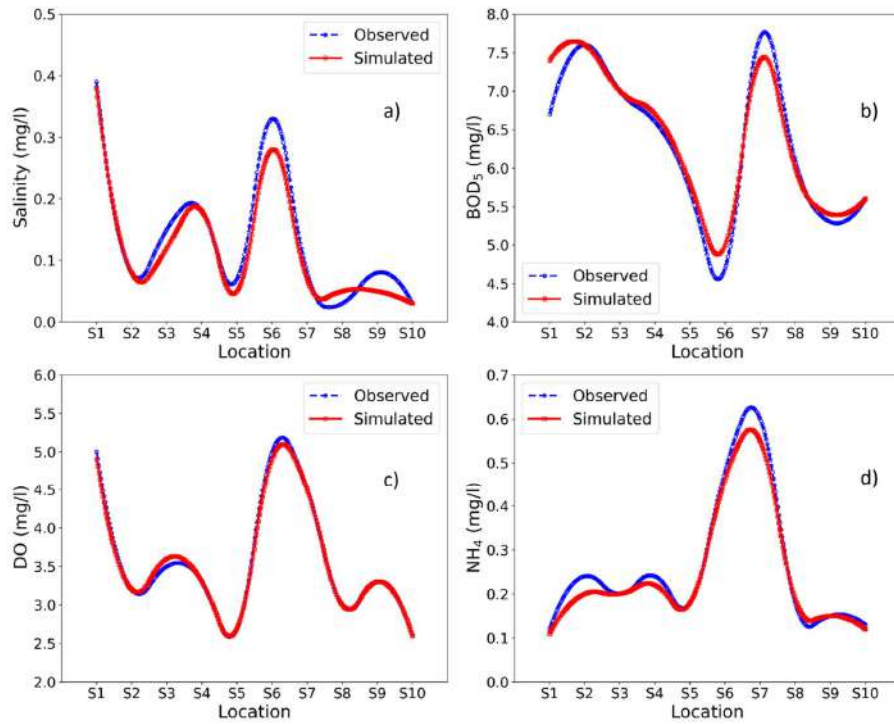 0.5
0.4
0.3
0.2
0.1
0.0
Salinity (mg/l)
Observed
Simulated
a)
S1 S2 S3 S4 S5 S6 S7 S8 S9 S10
Location
8.0
7.5
7.0
6.5
6.0
5.5
5.0
4.5
4.0
BOD₅ (mg/l)
b)
Observed
Simulated
S1 S2 S3 S4 S5 S6 S7 S8 S9 S10
Location
6.0
5.5
5.0
4.5
4.0
3.5
3.0
2.5
2.0
DO (mg/l)
Observed
Simulated
c)
S1 S2 S3 S4 S5 S6 S7 S8 S9 S10
Location
0.7
0.6
0.5
0.4
0.3
0.2
0.1
0.0
NH₄ (mg/l)
Observed
Simulated
d)
S1 S2 S3 S4 S5 S6 S7 S8 S9 S10
Location